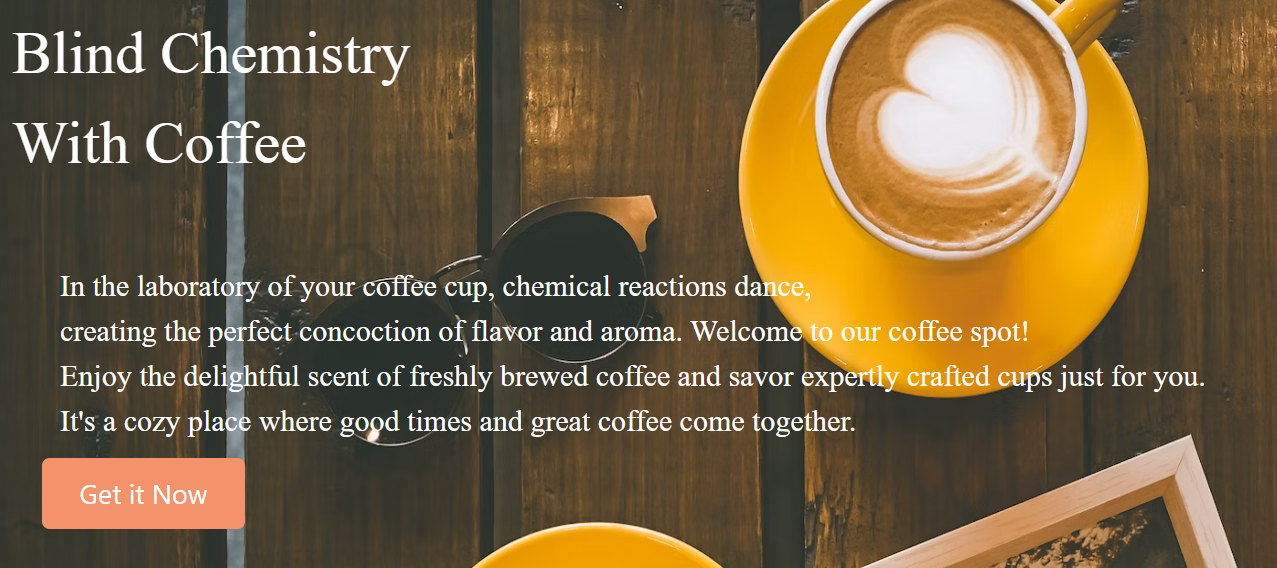 Blind Chemistry
With Coffee
In the laboratory of your coffee cup, chemical reactions dance,
creating the perfect concoction of flavor and aroma. Welcome to our coffee spot!
Enjoy the delightful scent of freshly brewed coffee and savor expertly crafted cups just for you.
It's a cozy place where good times and great coffee come together.
Get it Now